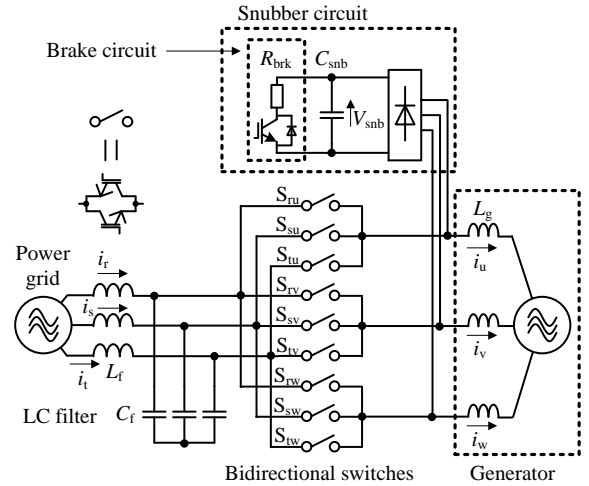 Snubber circuit
Brake circuit
Rbrk
Csnb
Vsnb
Sru
Ssu
Stu
Srv
Ssv
Stv
Srw
Ssw
Stw
Lg
iu
iv
iw
Power
grid
ir
is
it
Lf
LC filter
Cf
Bidirectional switches
Generator